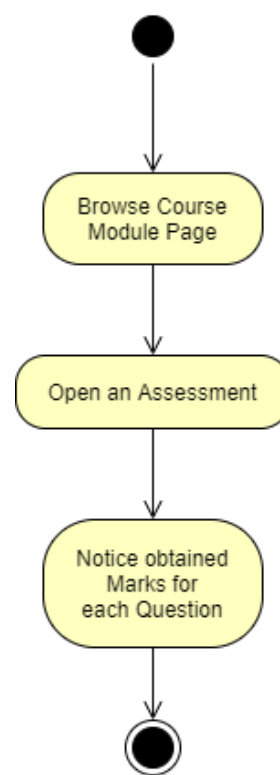 Browse Course
Module Page
Open an Assessment
Notice obtained
Marks for
each Question